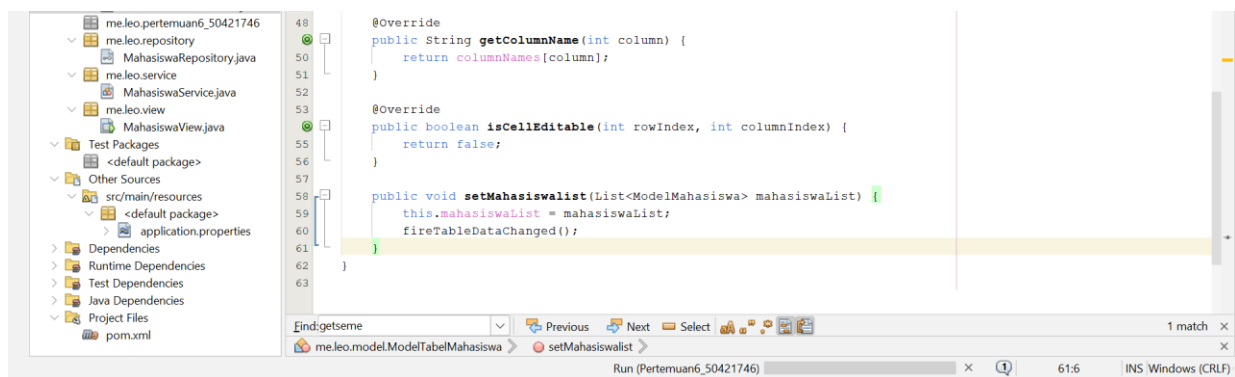 me.leo.pertemuan6_50421746
me.leo.repository
MahasiswaRepository.java
me.leo.service
MahasiswaService.java
me.leo.view
MahasiswaView.java
Test Packages
<default package>
Other Sources
src/main/resources
<default package>
application.properties
Dependencies
Runtime Dependencies
Test Dependencies
Java Dependencies
Project Files
pom.xml
48 @Override
public String getColumnName(int column) {
50 return columnNames[column];
51 }
52
53 @Override
public boolean isCellEditable(int rowIndex, int columnIndex) {
55 return false;
56 }
57
58 public void setMahasiswalist(List<ModelMahasiswa> mahasiswaList) {
59 this.mahasiswaList = mahasiswaList;
60 fireTableDataChanged();
61 }
62 }
63
Find:getseme Previous Next Select 1 match
me.leo.model.ModelTabelMahasiswa setMahasiswalist
Run (Pertemuan6_50421746) 1 61:6 INS Windows (CRLF)